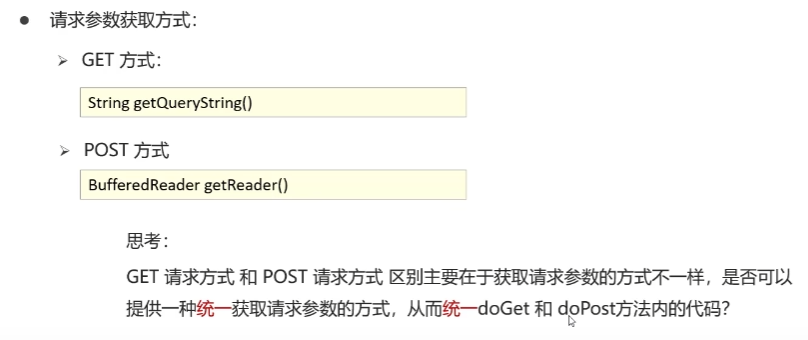 ● 请求参数获取方式：
➢ GET 方式：
String getQueryString()
➢ POST 方式
BufferedReader getReader()
思考：
GET 请求方式 和 POST 请求方式 区别主要在于获取请求参数的方式不一样，是否可以
提供一种统一获取请求参数的方式，从而统一doGet 和 doPost方法内的代码？